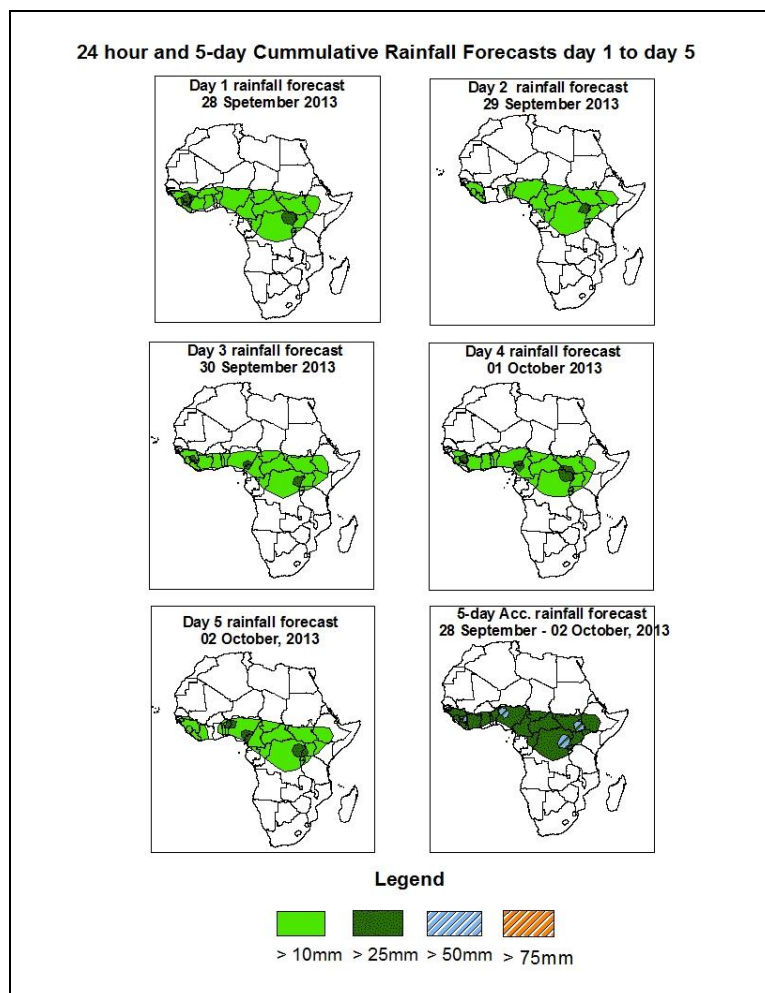 24 hour and 5-day Cummulative Rainfall Forecasts day 1 to day 5
Day 1 rainfall forecast
28 Spetember 2013
Day 2 rainfall forecast
29 September 2013
Day 3 rainfall forecast
30 September 2013
Day 4 rainfall forecast
01 October 2013
Day 5 rainfall forecast
02 October, 2013
5-day Acc. rainfall forecast
28 September - 02 October, 2013
Legend
> 10mm > 25mm > 50mm > 75mm